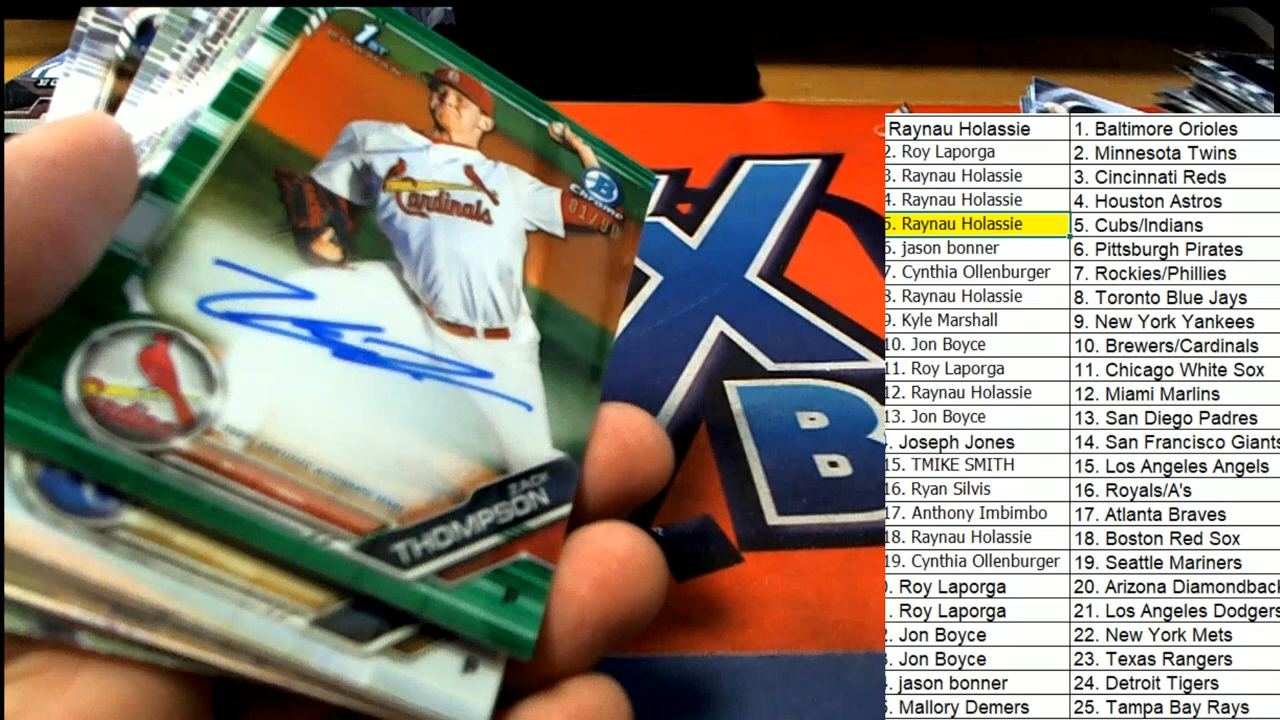 1ST
BOWMAN
B
Chrome
Cardinals
ZACK
THOMPSON
P
P
X
B
Raynau Holassie 1. Baltimore Orioles
2. Roy Laporga 2. Minnesota Twins
3. Raynau Holassie 3. Cincinnati Reds
4. Raynau Holassie 4. Houston Astros
5. Raynau Holassie 5. Cubs/Indians
6. jason bonner 6. Pittsburgh Pirates
7. Cynthia Ollenburger 7. Rockies/Phillies
8. Raynau Holassie 8. Toronto Blue Jays
9. Kyle Marshall 9. New York Yankees
10. Jon Boyce 10. Brewers/Cardinals
11. Roy Laporga 11. Chicago White Sox
12. Raynau Holassie 12. Miami Marlins
13. Jon Boyce 13. San Diego Padres
. Joseph Jones 14. San Francisco Giants
15. TMIKE SMITH 15. Los Angeles Angels
16. Ryan Silvis 16. Royals/A's
17. Anthony Imbimbo 17. Atlanta Braves
18. Raynau Holassie 18. Boston Red Sox
19. Cynthia Ollenburger 19. Seattle Mariners
. Roy Laporga 20. Arizona Diamondbac
. Roy Laporga 21. Los Angeles Dodgers
. Jon Boyce 22. New York Mets
. Jon Boyce 23. Texas Rangers
. jason bonner 24. Detroit Tigers
. Mallory Demers 25. Tampa Bay Rays